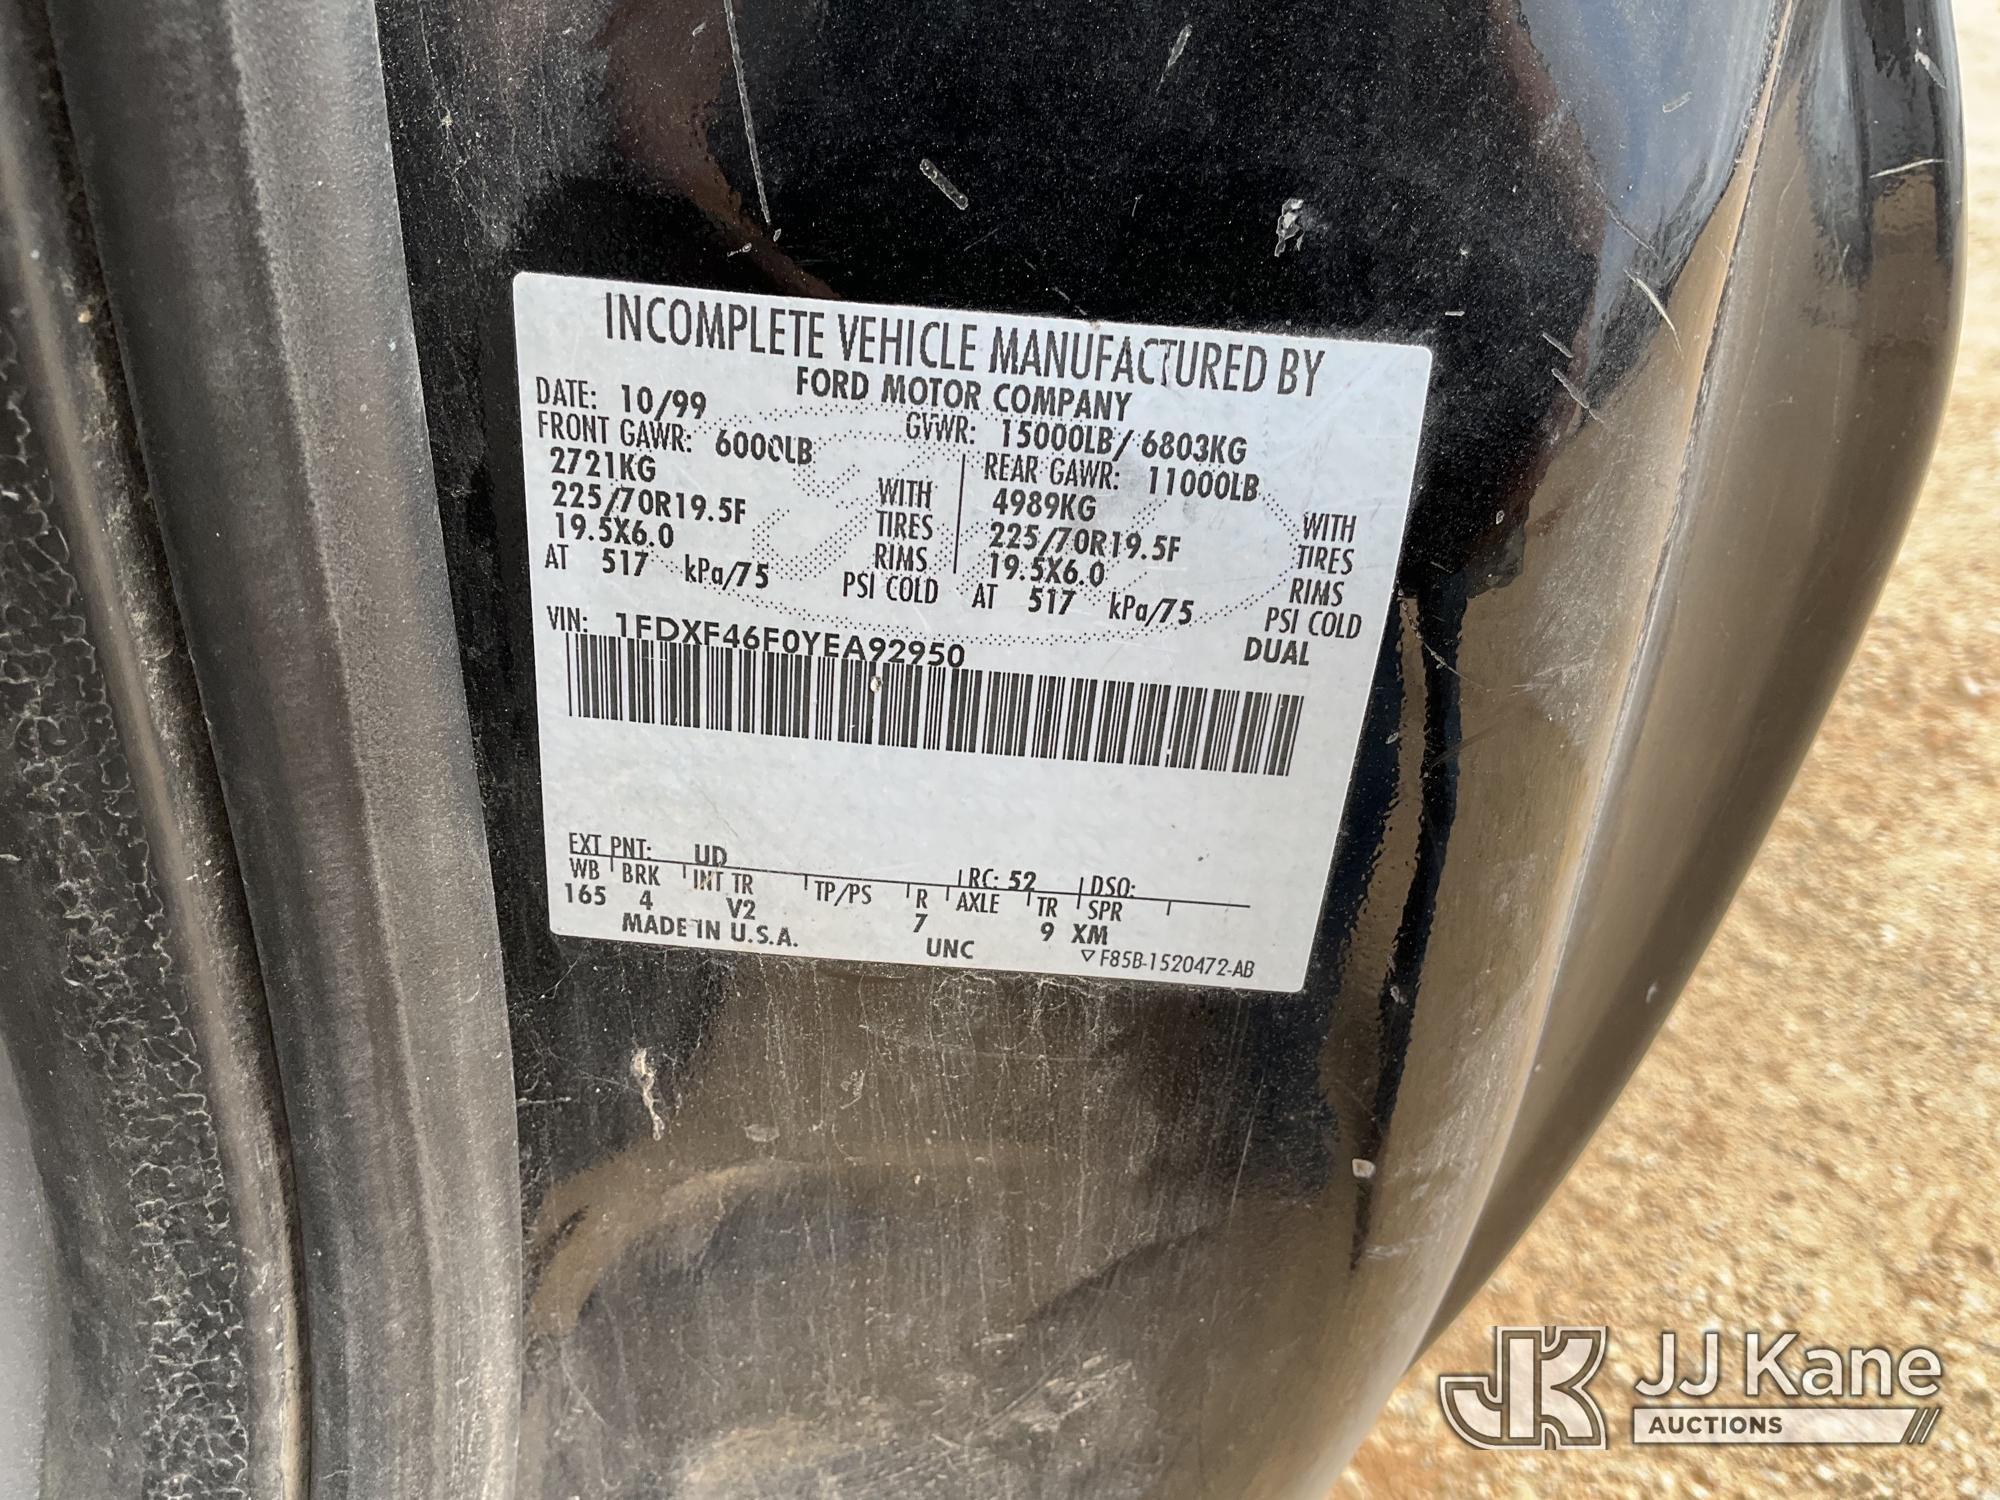 INCOMPLETE VEHICLE MANUFACTURED BY
FORD MOTOR COMPANY
DATE: 10/99
GVWR: 15000LB/ 6803KG
FRONT GAWR: 6000LB
REAR GAWR: 11000LB
2721KG WITH
4989KG WITH
225/70R19.5F TIRES
225/70R19.5F TIRES
19.5X6.0 RIMS
19.5X6.0 RIMS
AT 517 kPa/75 PSI COLD
AT 517 kPa/75 PSI COLD
DUAL
VIN: 1FDXF46F0YEA92950
EXT PNT: UD RC: 52 DSO:
WB BRK INT TR TP/PS R AXLE TR SPR
165 4 V2 7 9 XM
MADE IN U.S.A. UNC
F85B-1520472-AB
JK JJ Kane
AUCTIONS